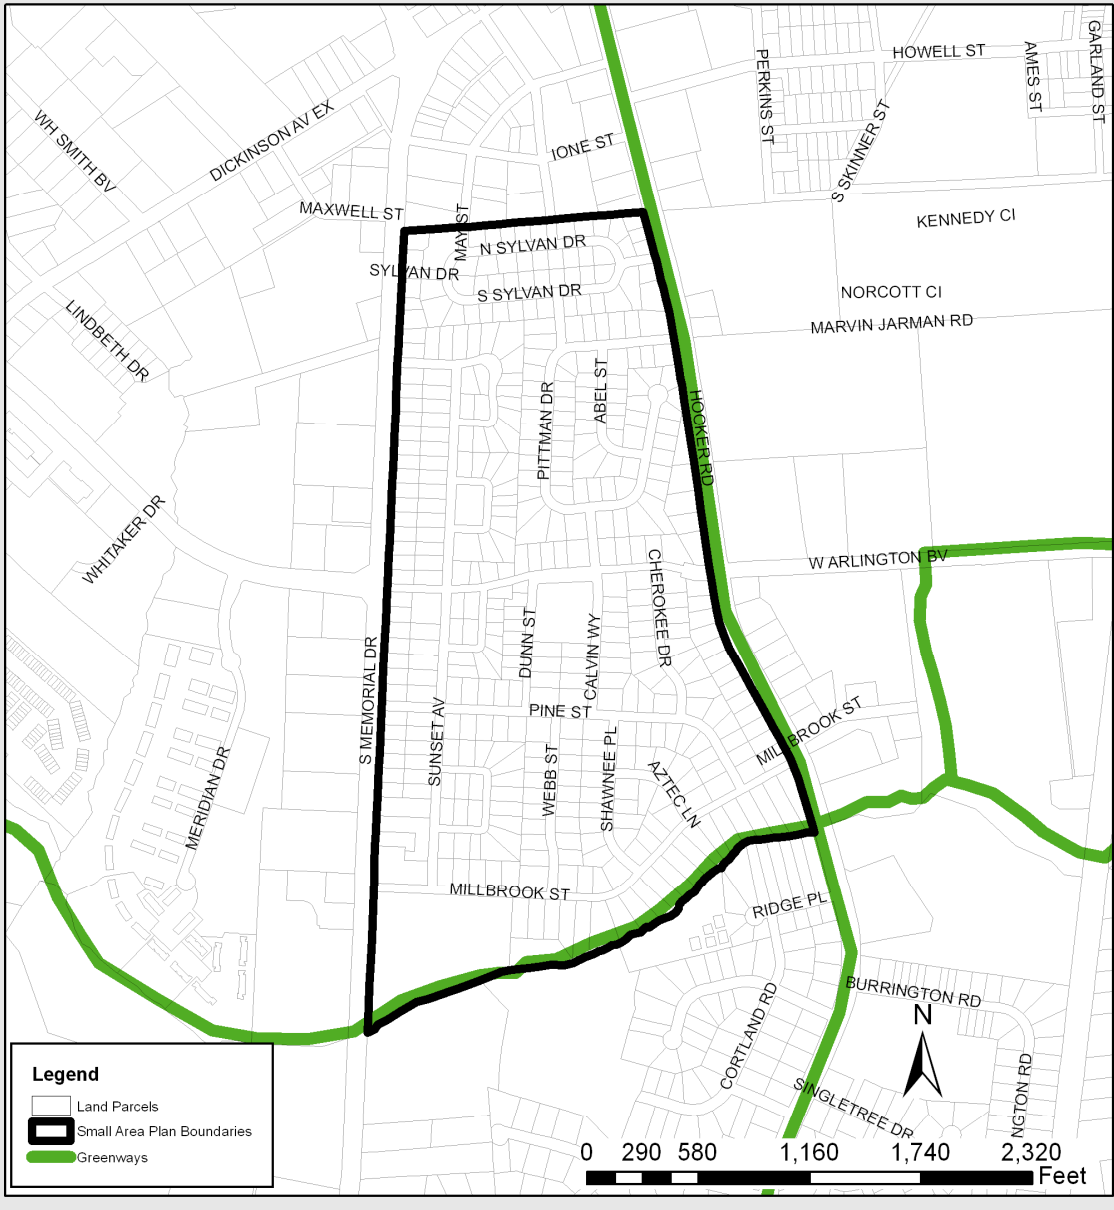 HOWELL ST
GARLAND ST
AMES ST
PERKINS ST
S SKINNER ST
WH SMITH BV
DICKINSON AV EX
IONE ST
MAXWELL ST
MAY ST
KENNEDY CI
N SYLVAN DR
SYLVAN DR
S SYLVAN DR
NORCOTT CI
MARVIN JARMAN RD
LINDBETH DR
ABEL ST
PITTMAN DR
HOOKER RD
WHITAKER DR
W ARLINGTON BV
CHEROKEE DR
DUNN ST
CALVIN WY
S MEMORIAL DR
SUNSET AV
PINE ST
MILLBROOK ST
MERIDIAN DR
WEBB ST
SHAWNEE PL
AZTEC LN
MILLBROOK ST
RIDGE PL
BURRINGTON RD
CORTLAND RD
N
SINGLETREE DR
NGTON RD
Legend
Land Parcels
Small Area Plan Boundaries
Greenways
0 290 580 1,160 1,740 2,320
Feet